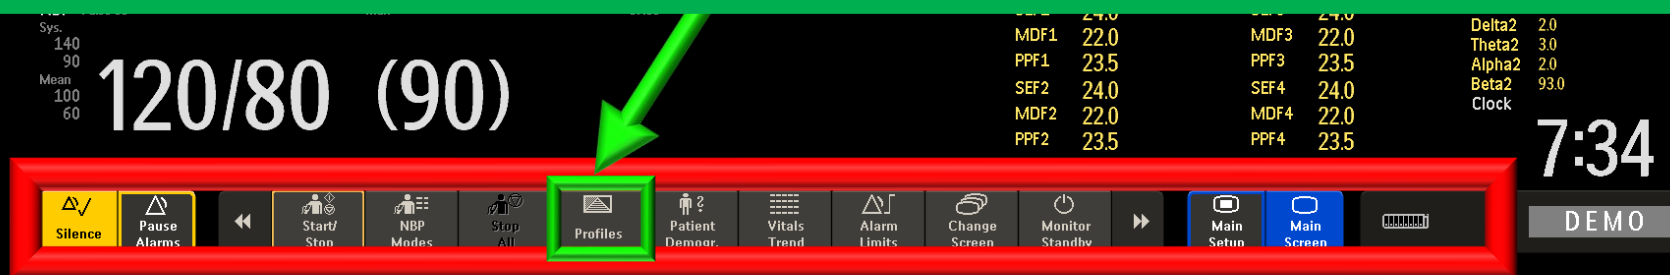 Sys.
140
90
Mean
100
60
120/80 (90)
24.0
MDF1 22.0
PPF1 23.5
SEF2 24.0
MDF2 22.0
PPF2 23.5
24.0
MDF3 22.0
PPF3 23.5
SEF4 24.0
MDF4 22.0
PPF4 23.5
Delta2 2.0
Theta2 3.0
Alpha2 2.0
Beta2 93.0
Clock
7:34
Silence
Pause
Alarms
Start/
Stop
NBP
Modes
Stop
All
Profiles
Patient
Demogr.
Vitals
Trend
Alarm
Limits
Change
Screen
Monitor
Standby
Main
Setup
Main
Screen
DEMO